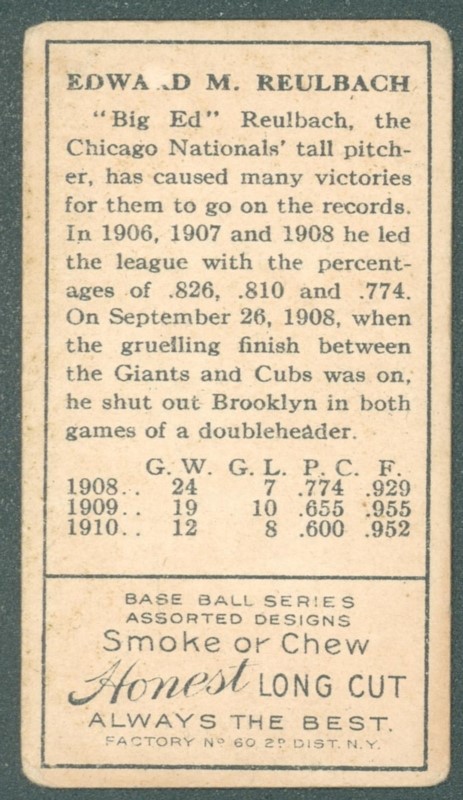 EDWARD M. REULBACH
"Big Ed" Reulbach, the
Chicago Nationals' tall pitch-
er, has caused many victories
for them to go on the records.
In 1906, 1907 and 1908 he led
the league with the percent-
ages of .826, .810 and .774.
On September 26, 1908, when
the gruelling finish between
the Giants and Cubs was on,
he shut out Brooklyn in both
games of a doubleheader.
G. W. G. L. P. C. F.
1908.. 24 7 .774 .929
1909.. 19 10 .655 .955
1910.. 12 8 .600 .952
BASE BALL SERIES
ASSORTED DESIGNS
Smoke or Chew
Honest LONG CUT
ALWAYS THE BEST.
FACTORY Nº 60 2D DIST. N.Y.